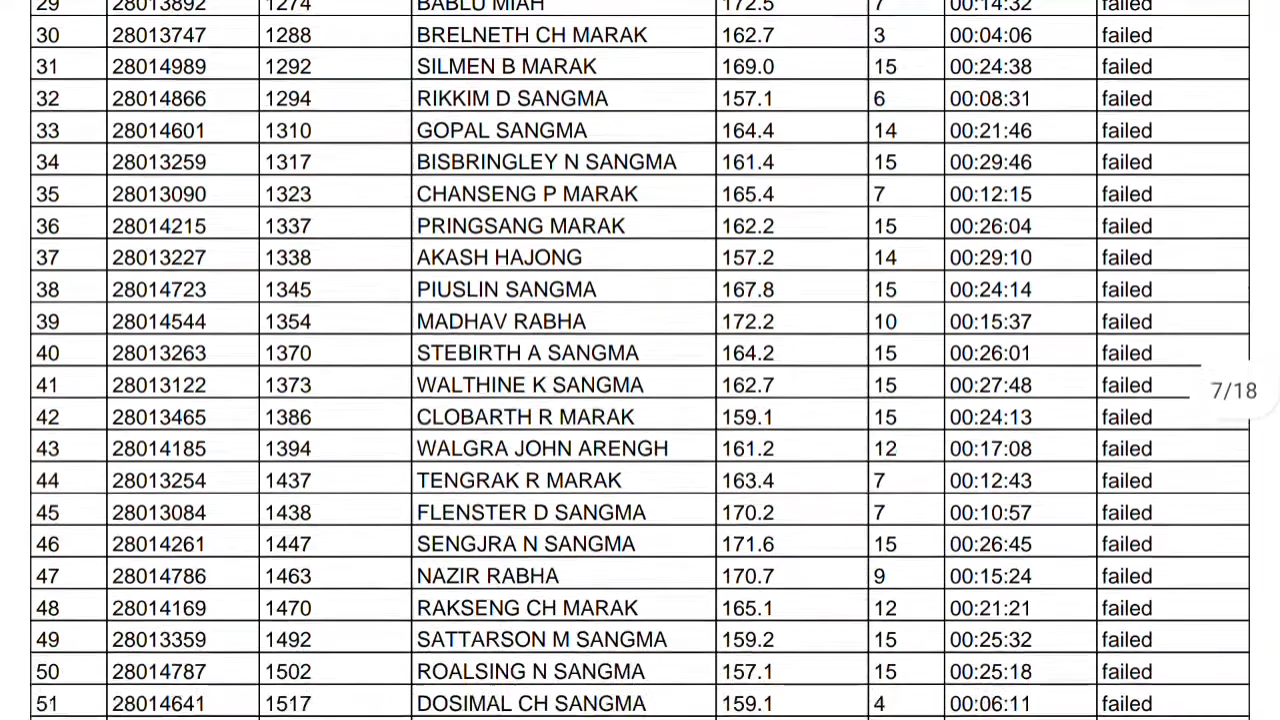 29 28013892 1274 BABLU MIAH 172.5 7 00:14:32 failed
30 28013747 1288 BRELNETH CH MARAK 162.7 3 00:04:06 failed
31 28014989 1292 SILMEN B MARAK 169.0 15 00:24:38 failed
32 28014866 1294 RIKKIM D SANGMA 157.1 6 00:08:31 failed
33 28014601 1310 GOPAL SANGMA 164.4 14 00:21:46 failed
34 28013259 1317 BISBRINGLEY N SANGMA 161.4 15 00:29:46 failed
35 28013090 1323 CHANSENG P MARAK 165.4 7 00:12:15 failed
36 28014215 1337 PRINGSANG MARAK 162.2 15 00:26:04 failed
37 28013227 1338 AKASH HAJONG 157.2 14 00:29:10 failed
38 28014723 1345 PIUSLIN SANGMA 167.8 15 00:24:14 failed
39 28014544 1354 MADHAV RABHA 172.2 10 00:15:37 failed
40 28013263 1370 STEBIRTH A SANGMA 164.2 15 00:26:01 failed
41 28013122 1373 WALTHINE K SANGMA 162.7 15 00:27:48 failed
7/18
42 28013465 1386 CLOBARTH R MARAK 159.1 15 00:24:13 failed
43 28014185 1394 WALGRA JOHN ARENGH 161.2 12 00:17:08 failed
44 28013254 1437 TENGRAK R MARAK 163.4 7 00:12:43 failed
45 28013084 1438 FLENSTER D SANGMA 170.2 7 00:10:57 failed
46 28014261 1447 SENGJRA N SANGMA 171.6 15 00:26:45 failed
47 28014786 1463 NAZIR RABHA 170.7 9 00:15:24 failed
48 28014169 1470 RAKSENG CH MARAK 165.1 12 00:21:21 failed
49 28013359 1492 SATTARSON M SANGMA 159.2 15 00:25:32 failed
50 28014787 1502 ROALSING N SANGMA 157.1 15 00:25:18 failed
51 28014641 1517 DOSIMAL CH SANGMA 159.1 4 00:06:11 failed